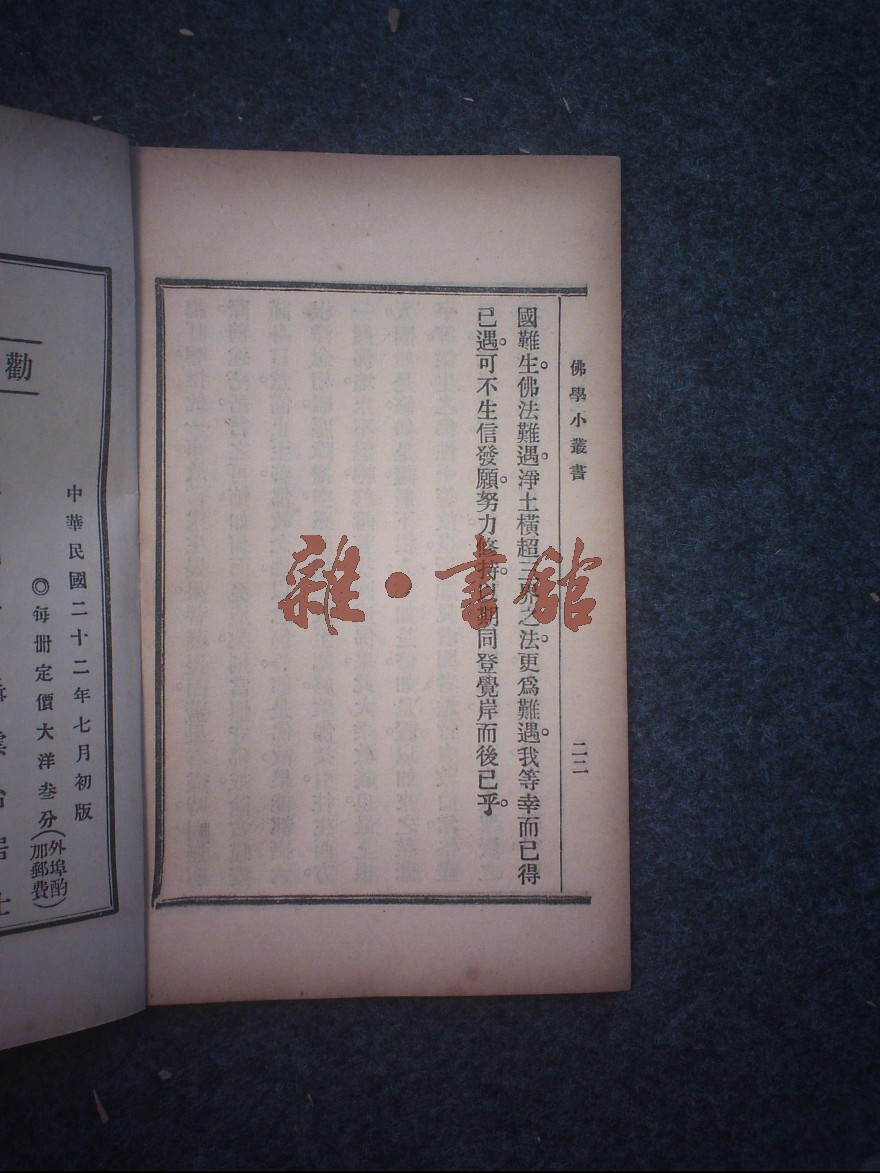 佛學小叢書
二二
國難生。佛法難遇。淨土橫超三界之法。更爲難遇。我等幸而已得
已遇。可不生信發願。努力修持。以期同登覺岸而後已乎。
雜·書館
勸
中華民國二十二年七月初版
◎每冊定價大洋叁分(外埠酌加郵費)